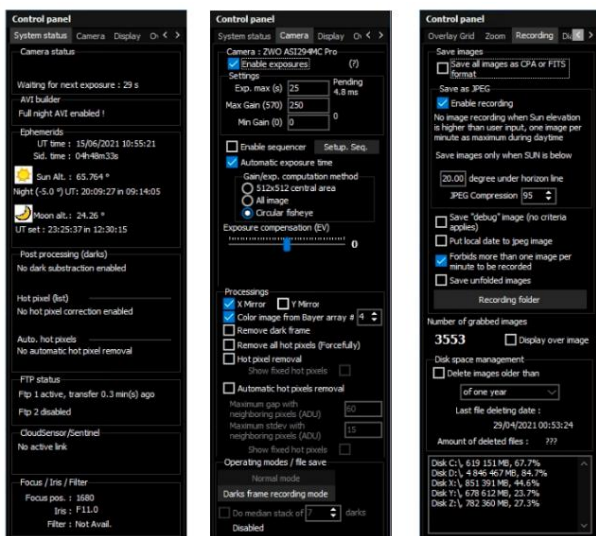 Control panel
System status Camera Display Ov
Camera status
Waiting for next exposure : 29 s
AVI builder
Full night AVI enabled !
Ephemerids
UT time : 15/06/2021 10:55:21
Sid. time : 04h48m33s
Sun Alt. : 65.764 °
Night (-5.0 °) UT: 20:09:27 in 09:14:05
Moon alt.: 24.26 °
UT set : 23:25:37 in 12:30:15
Post processing (darks)
No dark substraction enabled
Hot pixel (list)
No hot pixel correction enabled
Auto. hot pixels
No automatic hot pixel removal
FTP status
Ftp 1 active, transfer 0.3 min(s) ago
Ftp 2 disabled
CloudSensor/Sentinel
No active link
Focus / Iris / Filter
Focus pos. : 1680
Iris : F11.0
Filter : Not Avail.
Control panel
System status Camera Display O
Camera : ZWO ASI294MC Pro
Enable exposures (?)
Settings
Pending
Exp. max (s) 25 4.8 ms
Max Gain (570) 250
0
Min Gain (0) 0
Enable sequencer Setup. Seq.
Automatic exposure time
Gain/exp. computation method
512x512 central area
All image
Circular fisheye
Exposure compensation (EV)
0
Processings
X Mirror Y Mirror
Color image from Bayer array # 4
Remove dark frame
Remove all hot pixels (Forcefully)
Hot pixel removal
Show fixed hot pixels
Automatic hot pixels removal
Maximum gap with
neighboring pixels (ADU) 60
Maximum stdev with
neighboring pixels (ADU) 15
Show fixed hot pixels
Operating modes / file save
Normal mode
Darks frame recording mode
Do median stack of 7 darks
Disabled
Control panel
Overlay Grid Zoom Recording
Save images
Save all images as CPA or FITS
format
Save as JPEG
Enable recording
No image recording when Sun elevation
is higher than user input, one image per
minute as maximum during daytime
Save images only when SUN is below
20.00 degree under horizon line
JPEG Compression 95
Save "debug" image (no criteria
applies)
Put local date to jpeg image
Forbids more than one image per
minute to be recorded
Save unfolded images
Recording folder
Number of grabbed images
3553 Display over image
Disk space management
Delete images older than
of one year
Last file deleting date :
29/04/2021 00:53:24
Amount of deleted files : ???
Disk C:\, 619 151 MB, 67.7%
Disk D:\, 4 846 467 MB, 84.7%
Disk X:\, 851 391 MB, 44.6%
Disk Y:\, 678 612 MB, 23.7%
Disk Z:\, 782 360 MB, 27.3%